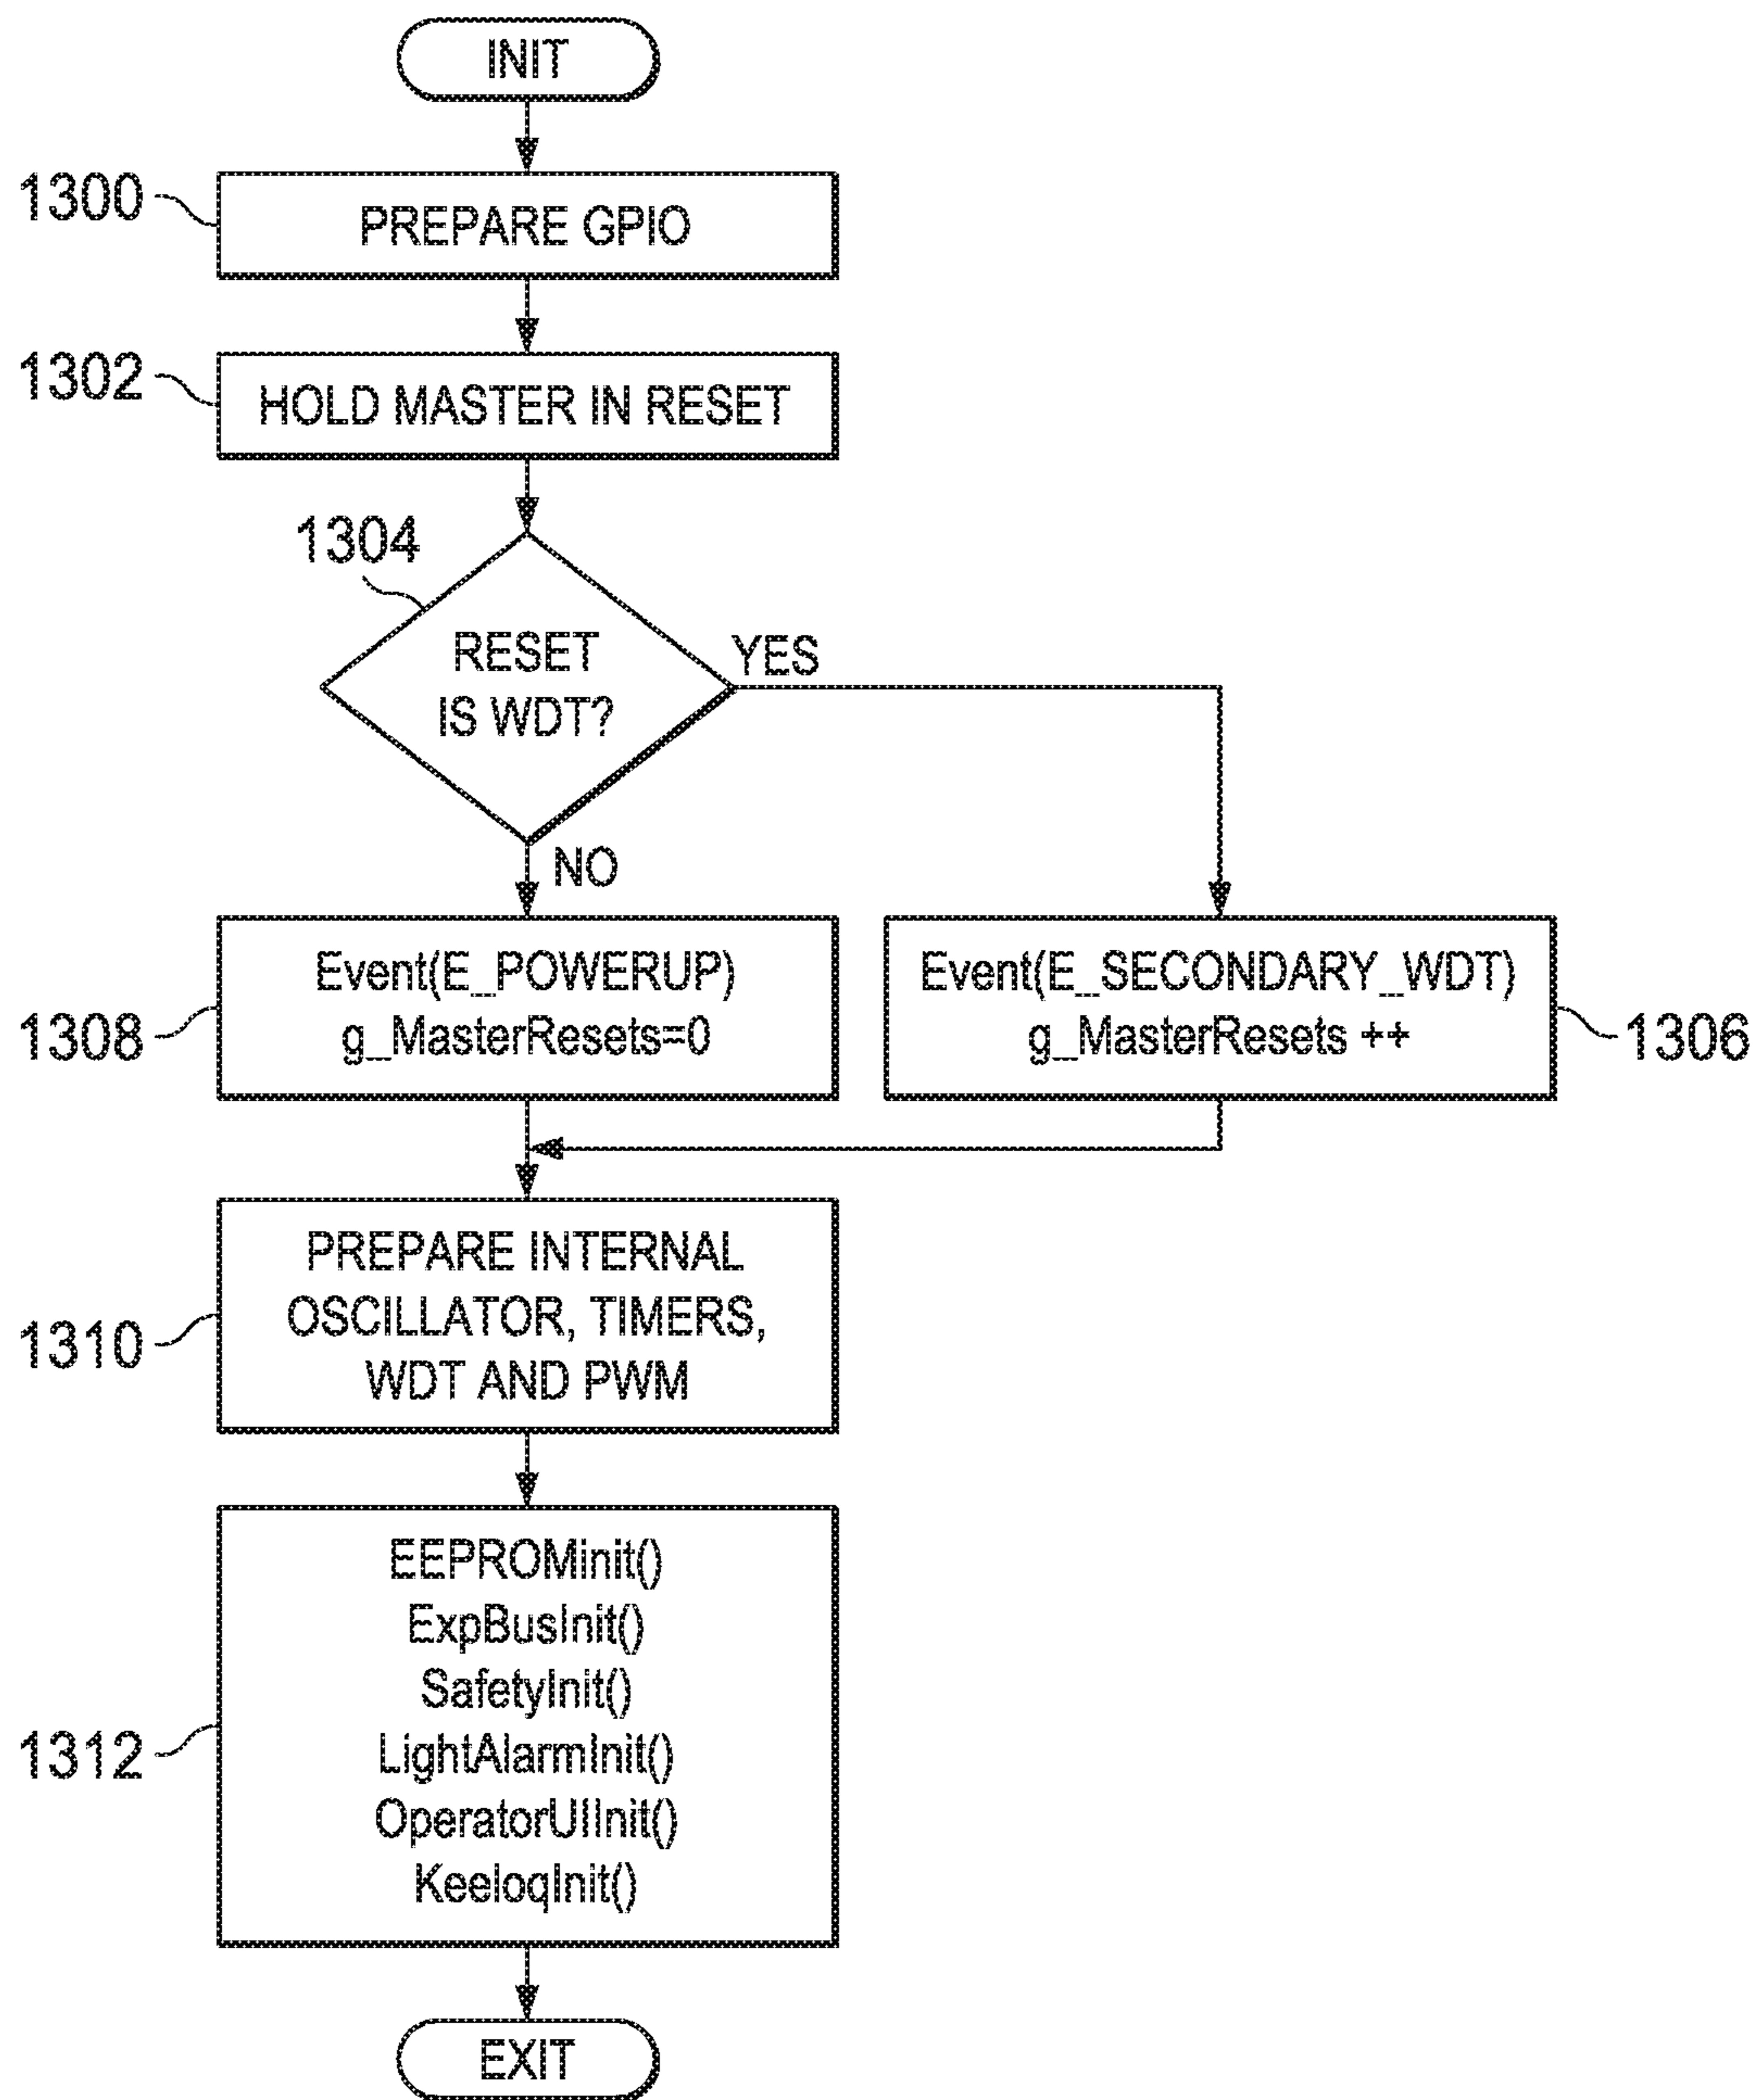 INIT
1300
PREPARE GPIO
1302
HOLD MASTER IN RESET
1304
RESET
IS WDT?
YES
NO
Event(E_POWERUP)
g_MasterResets=0
1308
Event(E_SECONDARY_WDT)
g_MasterResets ++
1306
PREPARE INTERNAL
OSCILLATOR, TIMERS,
WDT AND PWM
1310
EEPROMinit()
ExpBusInit()
SafetyInit()
LightAlarmInit()
OperatorUIInit()
KeeloqInit()
1312
EXIT